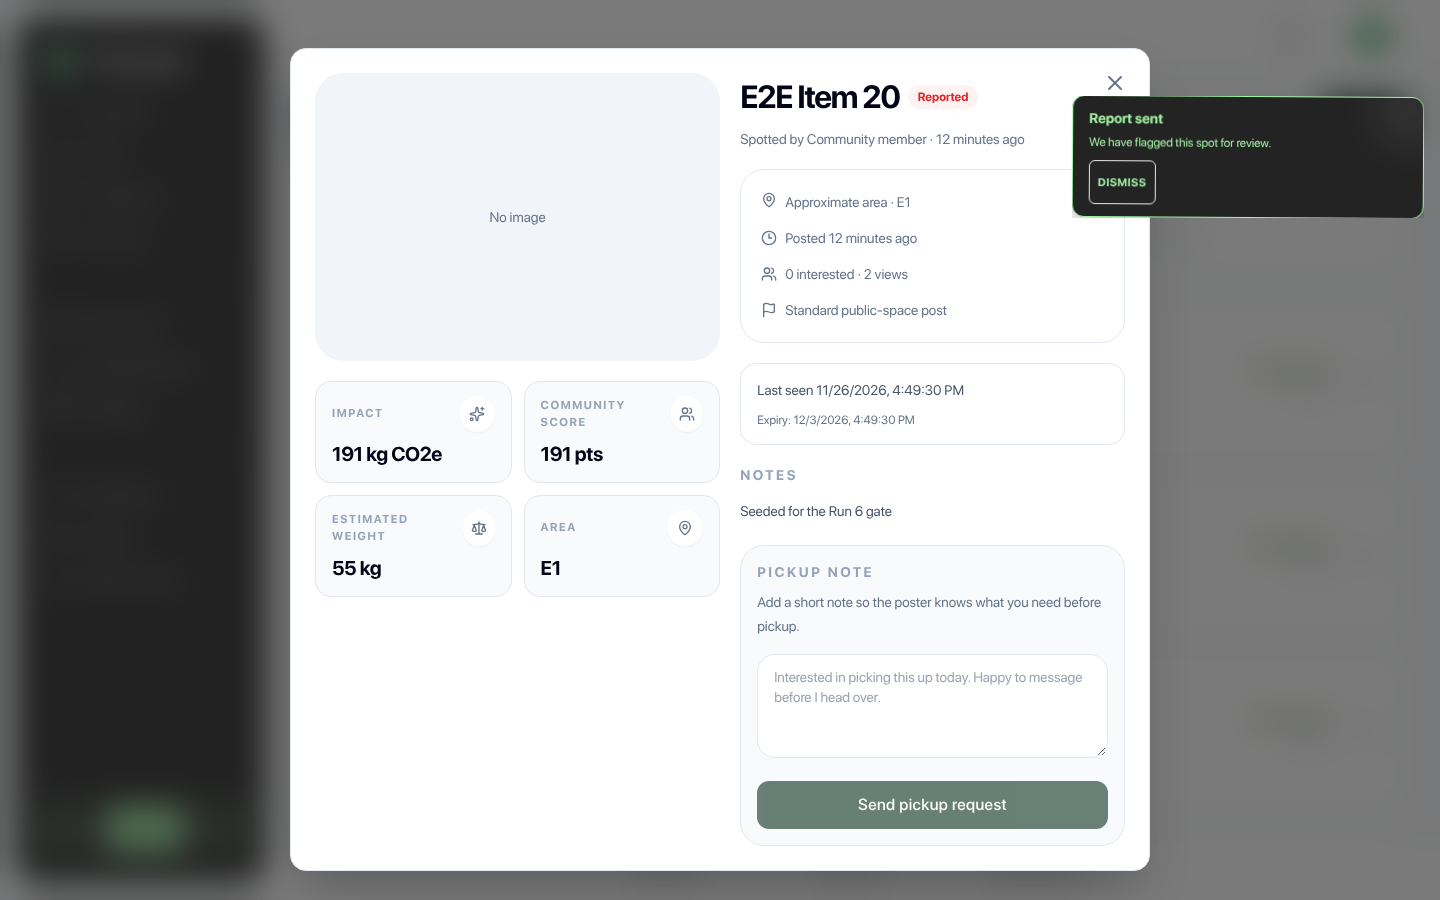 No image
IMPACT
191 kg CO2e
COMMUNITY
SCORE
191 pts
ESTIMATED
WEIGHT
55 kg
AREA
E1
E2E Item 20
Reported
Spotted by Community member · 12 minutes ago
Approximate area · E1
Posted 12 minutes ago
0 interested · 2 views
Standard public-space post
Last seen 11/26/2026, 4:49:30 PM
Expiry: 12/3/2026, 4:49:30 PM
NOTES
Seeded for the Run 6 gate
PICKUP NOTE
Add a short note so the poster knows what you need before
pickup.
Interested in picking this up today. Happy to message
before I head over.
Send pickup request
Report sent
We have flagged this spot for review.
DISMISS